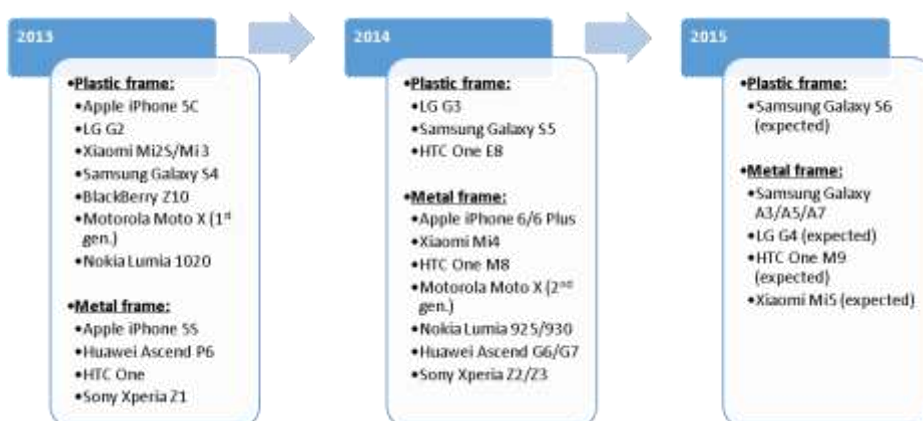 2013
•Plastic frame:
•Apple iPhone 5C
•LG G2
•Xiaomi Mi2S/Mi 3
•Samsung Galaxy S4
•BlackBerry Z10
•Motorola Moto X (1st
gen.)
•Nokia Lumia 1020
•Metal frame:
•Apple iPhone 5S
•Huawei Ascend P6
•HTC One
•Sony Xperia Z1
2014
•Plastic frame:
•LG G3
•Samsung Galaxy S5
•HTC One E8
•Metal frame:
•Apple iPhone 6/6 Plus
•Xiaomi Mi4
•HTC One M8
•Motorola Moto X (2nd
gen.)
•Nokia Lumia 925/930
•Huawei Ascend G6/G7
•Sony Xperia Z2/Z3
2015
•Plastic frame:
•Samsung Galaxy S6
(expected)
•Metal frame:
•Samsung Galaxy
A3/A5/A7
•LG G4 (expected)
•HTC One M9
(expected)
•Xiaomi Mi5 (expected)